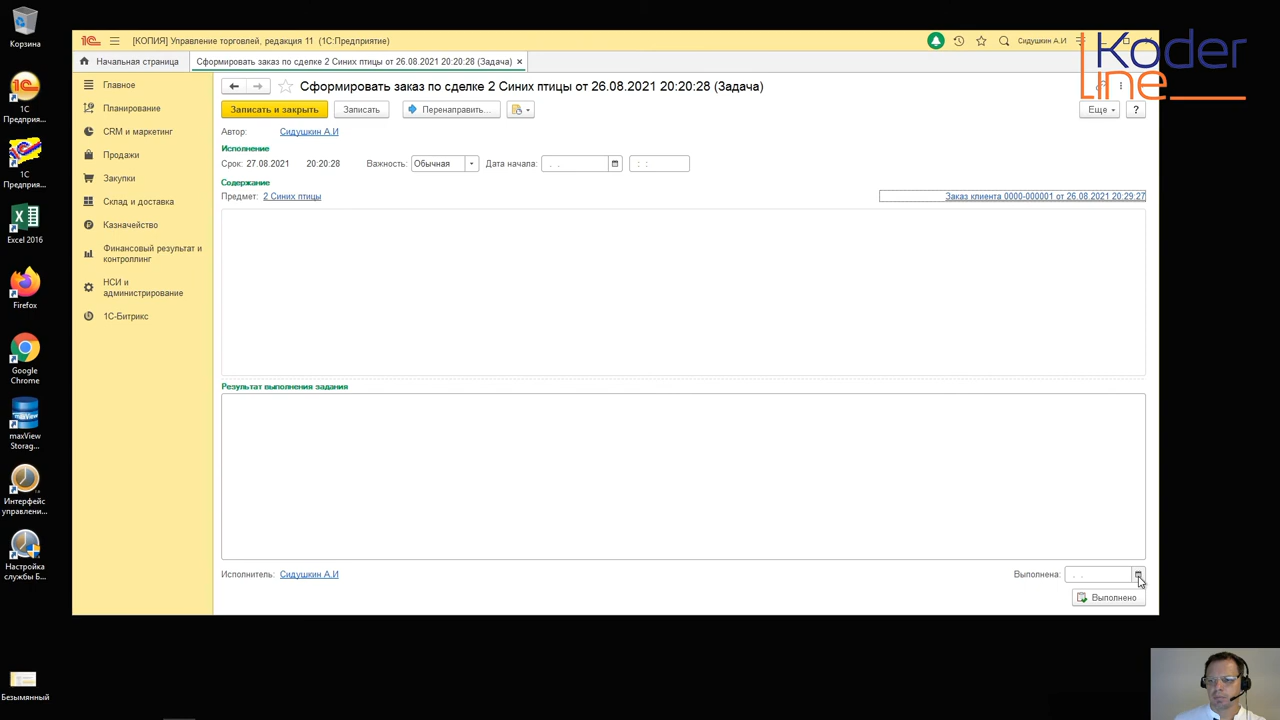 Корзина
1С
Предприя...
1С
Предприя...
Excel 2016
Firefox
Google
Chrome
maxView
Storag...
Интерфейс
управлени...
Настройка
службы Б...
Безымянный
1С [КОПИЯ] Управление торговлей, редакция 11 (1С:Предприятие)
Сидушкин А.И
Koder
Line
Начальная страница
Сформировать заказ по сделке 2 Синих птицы от 26.08.2021 20:20:28 (Задача) ×
Главное
Планирование
CRM и маркетинг
Продажи
Закупки
Склад и доставка
Казначейство
Финансовый результат и
контроллинг
НСИ и
администрирование
1С-Битрикс
Сформировать заказ по сделке 2 Синих птицы от 26.08.2021 20:20:28 (Задача)
Записать и закрыть Записать Перенаправить... Еще ?
Автор: Сидушкин А.И
Исполнение
Срок: 27.08.2021 20:20:28 Важность: Обычная Дата начала: . . : :
Содержание
Предмет: 2 Синих птицы Заказ клиента 0000-000001 от 26.08.2021 20:29:27
Результат выполнения задания
Исполнитель: Сидушкин А.И Выполнена: . .
Выполнено